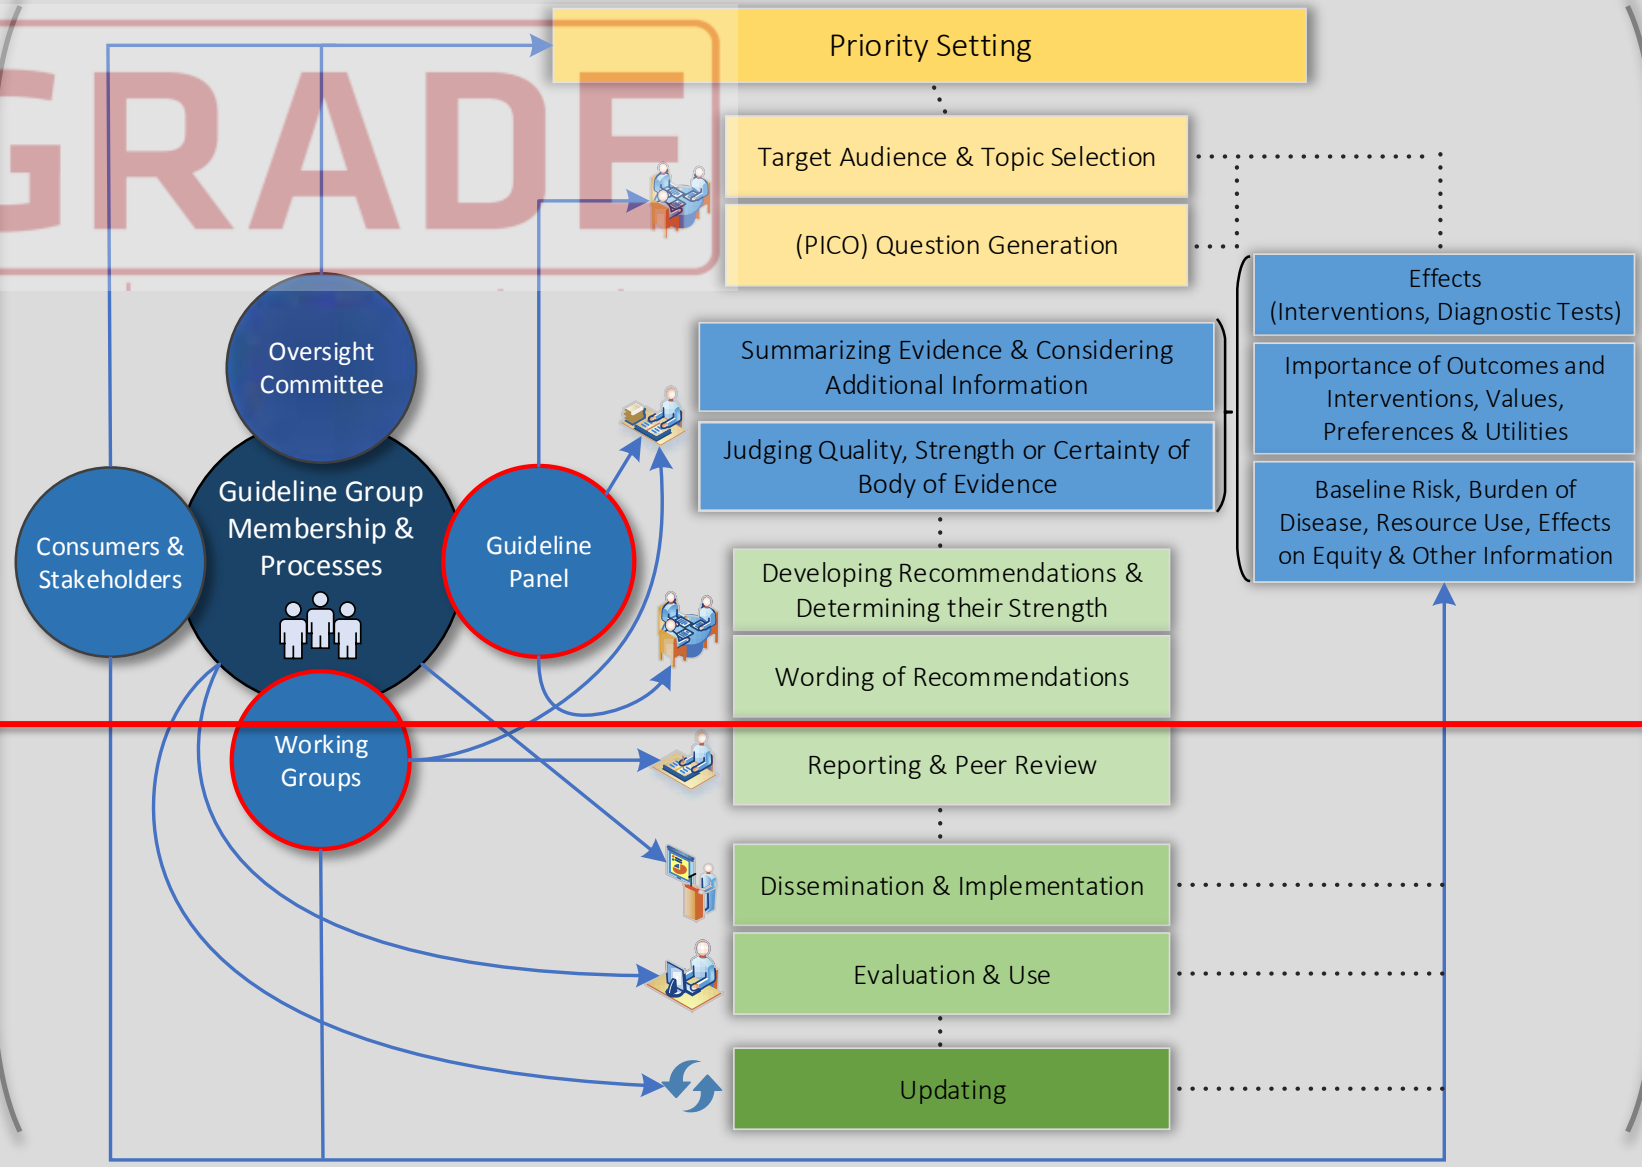 GRADE
Priority Setting
Target Audience & Topic Selection
(PICO) Question Generation
Effects
(Interventions, Diagnostic Tests)
Importance of Outcomes and
Interventions, Values,
Preferences & Utilities
Baseline Risk, Burden of
Disease, Resource Use, Effects
on Equity & Other Information
Summarizing Evidence & Considering
Additional Information
Judging Quality, Strength or Certainty of
Body of Evidence
Oversight
Committee
Guideline Group
Membership &
Processes
Consumers &
Stakeholders
Guideline
Panel
Working
Groups
Developing Recommendations &
Determining their Strength
Wording of Recommendations
Reporting & Peer Review
Dissemination & Implementation
Evaluation & Use
Updating